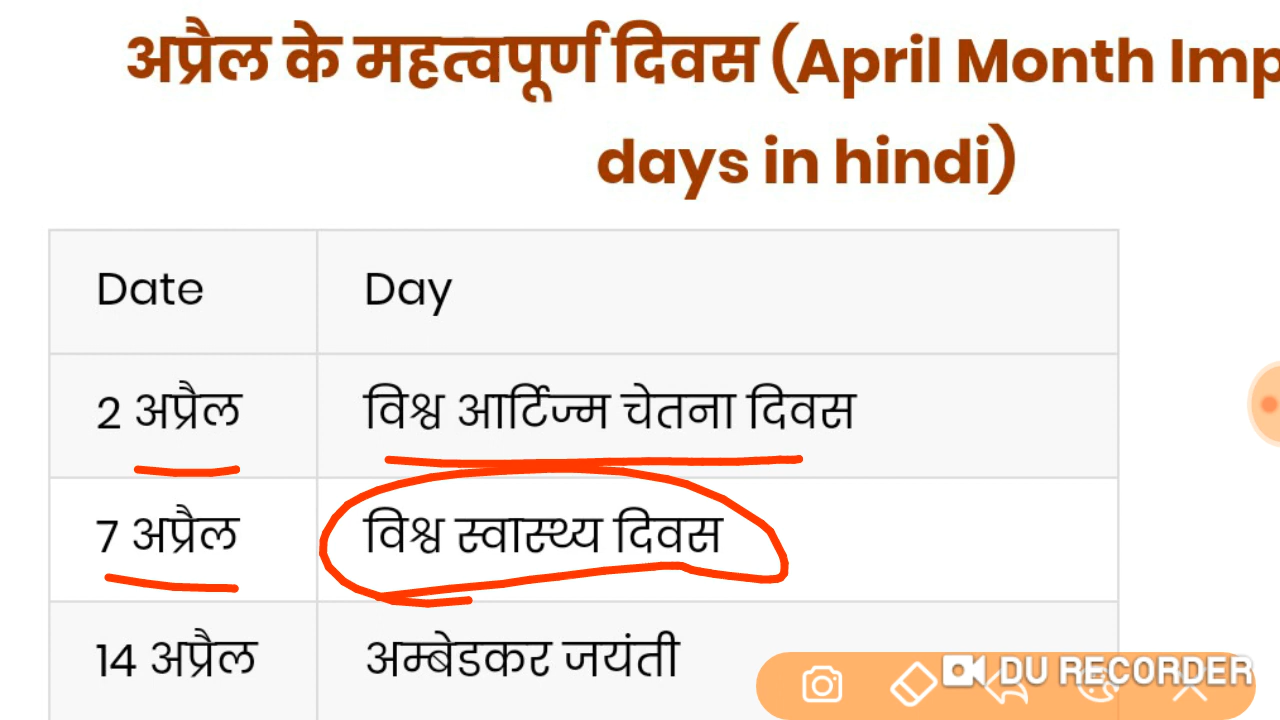 अप्रैल के महत्वपूर्ण दिवस (April Month Imp
days in hindi)
Date Day
2 अप्रैल विश्व आर्टिज्म चेतना दिवस
7 अप्रैल विश्व स्वास्थ्य दिवस
14 अप्रैल अम्बेडकर जयंती
DU RECORDER